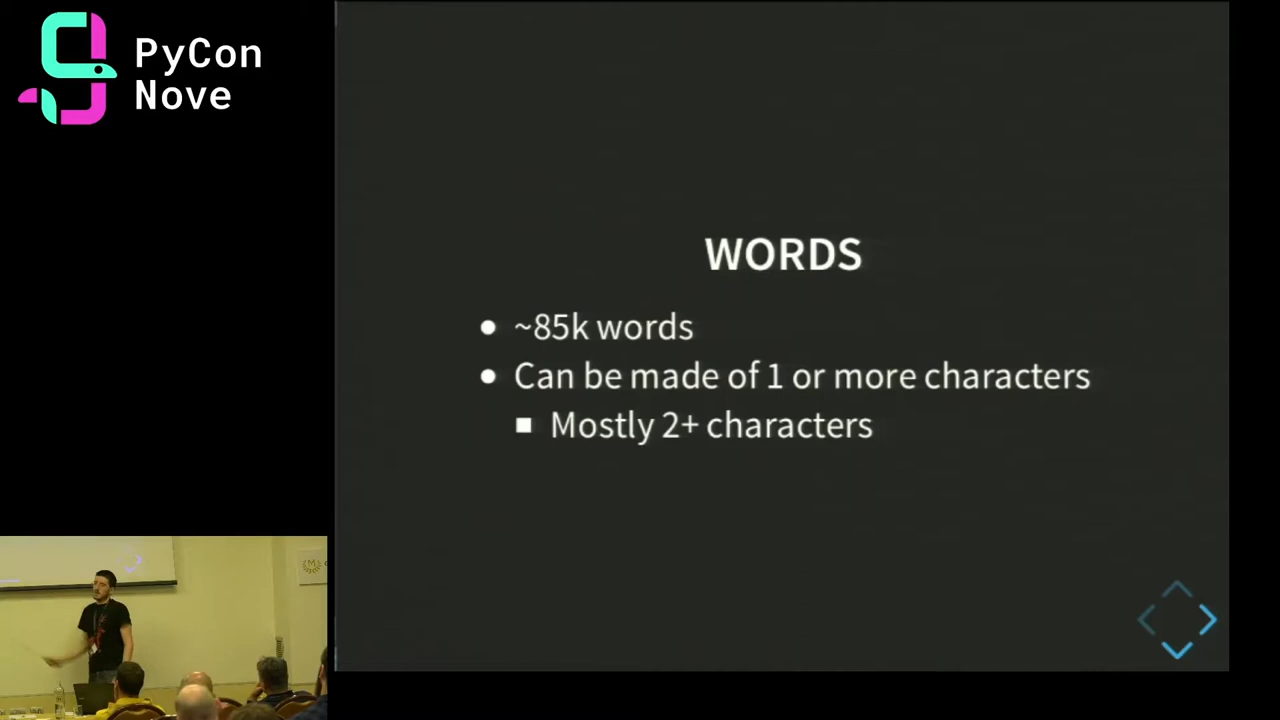 PyCon
Nove
WORDS
~85k words
Can be made of 1 or more characters
Mostly 2+ characters